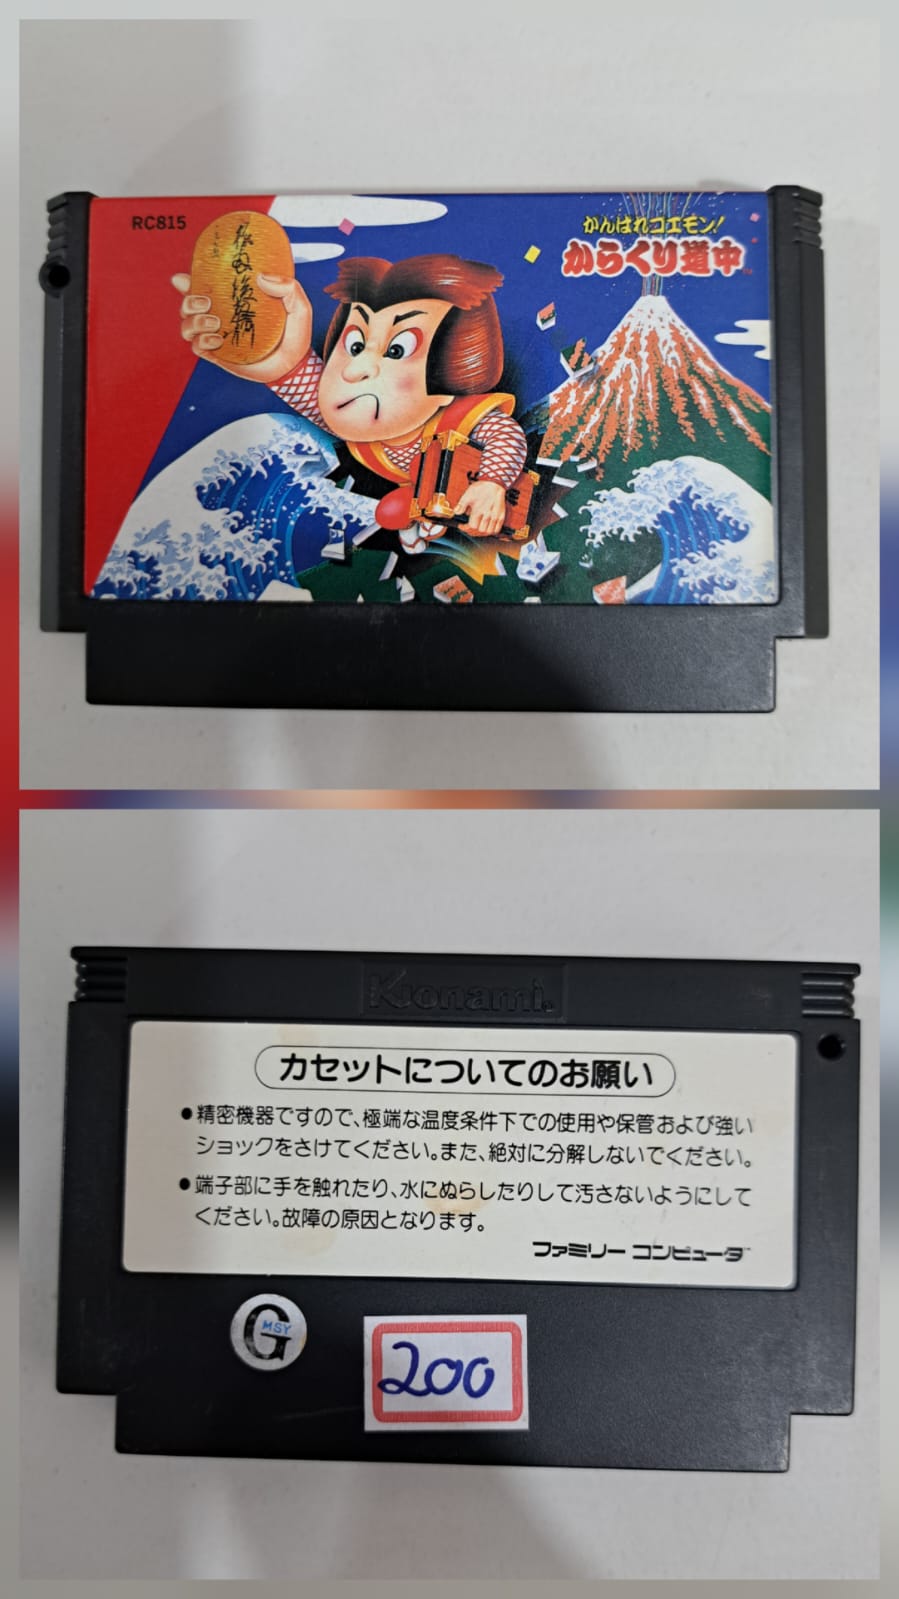 RC815
がんばれゴエモン!
からくり道中
TM
Konami
カセットについてのお願い
●精密機器ですので、極端な温度条件下での使用や保管および強い
ショックをさけてください。また、絶対に分解しないでください。
●端子部に手を触れたり、水にぬらしたりして汚さないようにして
ください。故障の原因となります。
ファミリーコンピュータ
G
MSY
200